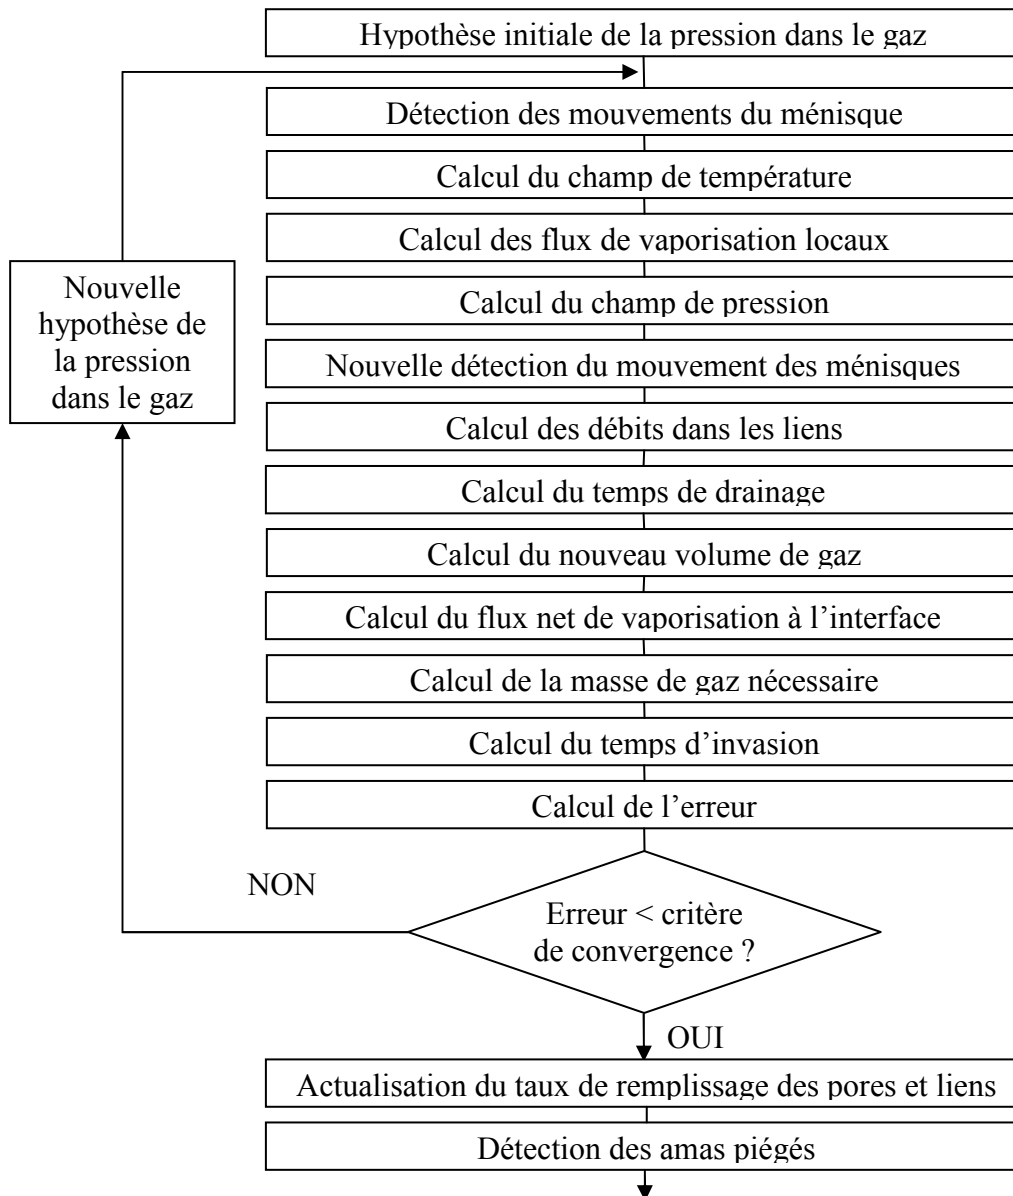 Hypothèse initiale de la pression dans le gaz
Détection des mouvements du ménisque
Calcul du champ de température
Calcul des flux de vaporisation locaux
Calcul du champ de pression
Nouvelle détection du mouvement des ménisques
Calcul des débits dans les liens
Calcul du temps de drainage
Calcul du nouveau volume de gaz
Calcul du flux net de vaporisation à l'interface
Calcul de la masse de gaz nécessaire
Calcul du temps d'invasion
Calcul de l'erreur
Erreur < critère
de convergence ?
NON
Nouvelle
hypothèse de
la pression
dans le gaz
OUI
Actualisation du taux de remplissage des pores et liens
Détection des amas piégés